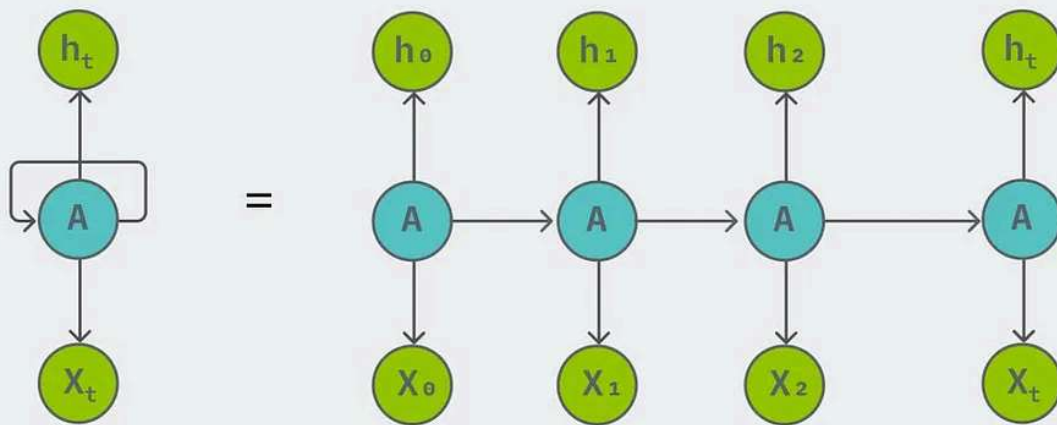 hₜ h₀ h₁ h₂ hₜ
A = A A A A
Xₜ X₀ X₁ X₂ Xₜ